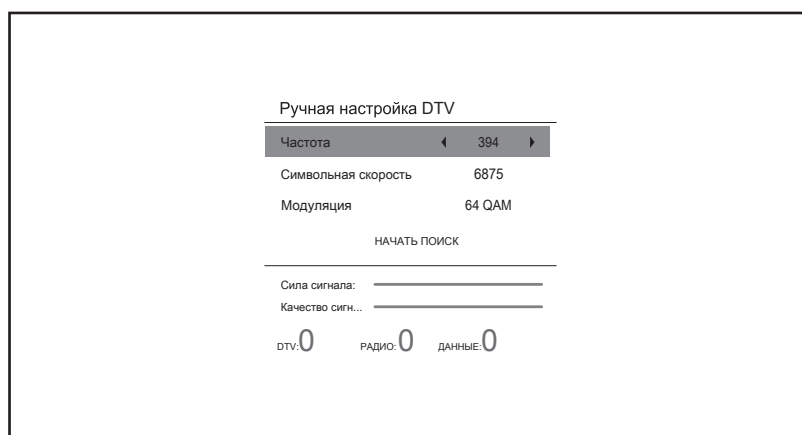 Ручная настройка DTV
Частота 394
Символьная скорость 6875
Модуляция 64 QAM
НАЧАТЬ ПОИСК
Сила сигнала:
Качество сигн...
DTV:0 РАДИО:0 ДАННЫЕ:0